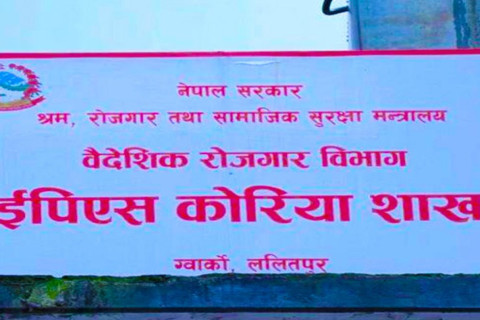 नेपाल सरकार
श्रम, रोजगार तथा सामाजिक सुरक्षा मन्त्रालय
वैदेशिक रोजगार विभाग
ईपिएस कोरिया शाख
ग्वार्को, ललितपुर